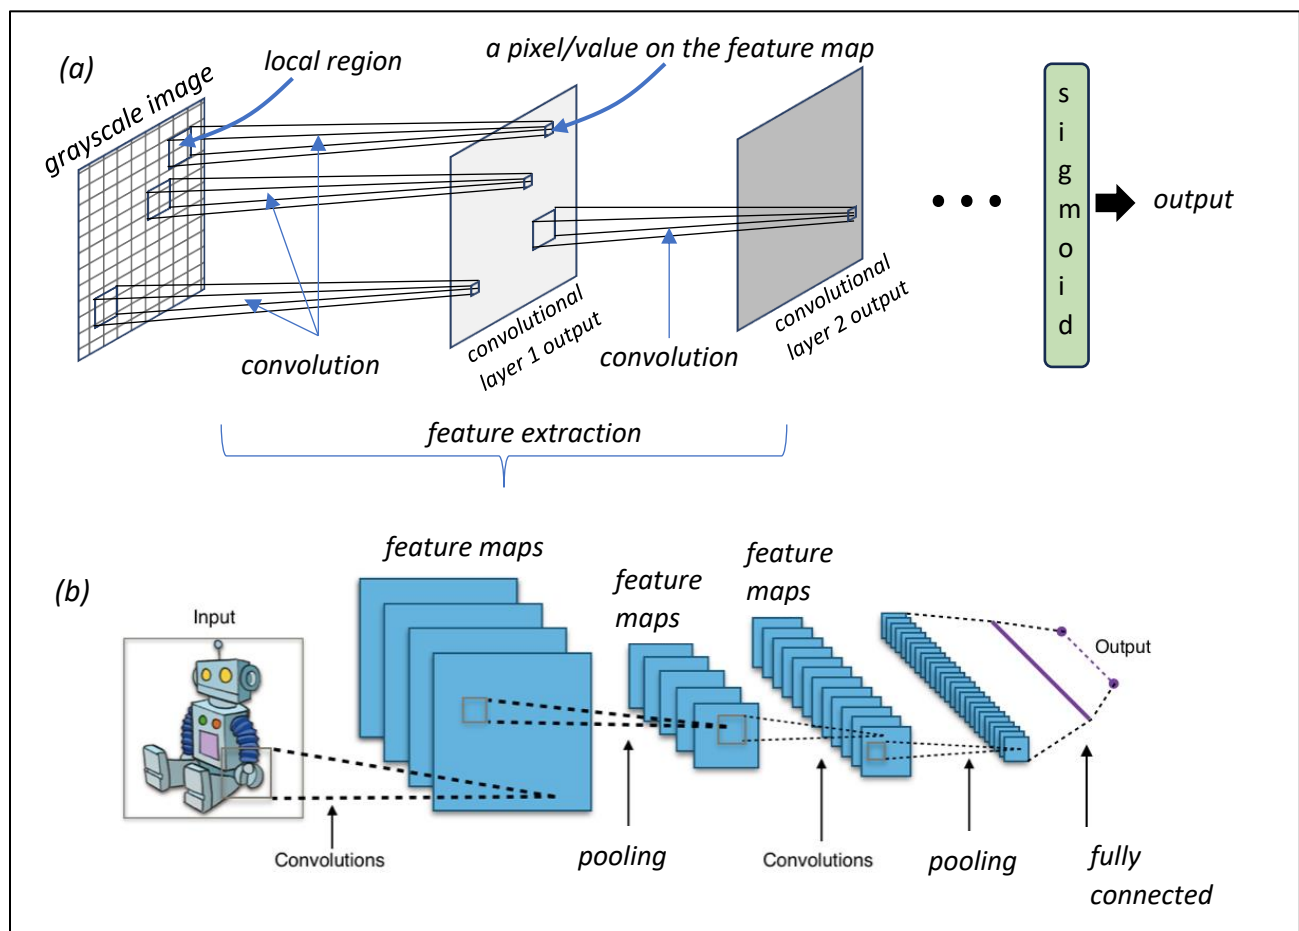 (a)
local region
a pixel/value on the feature map
grayscale image
convolution
convolutional
layer 1 output
convolution
convolutional
layer 2 output
sigmoid
output
feature extraction
(b)
Input
feature maps
feature
maps
feature
maps
Output
Convolutions
pooling
Convolutions
pooling
fully
connected